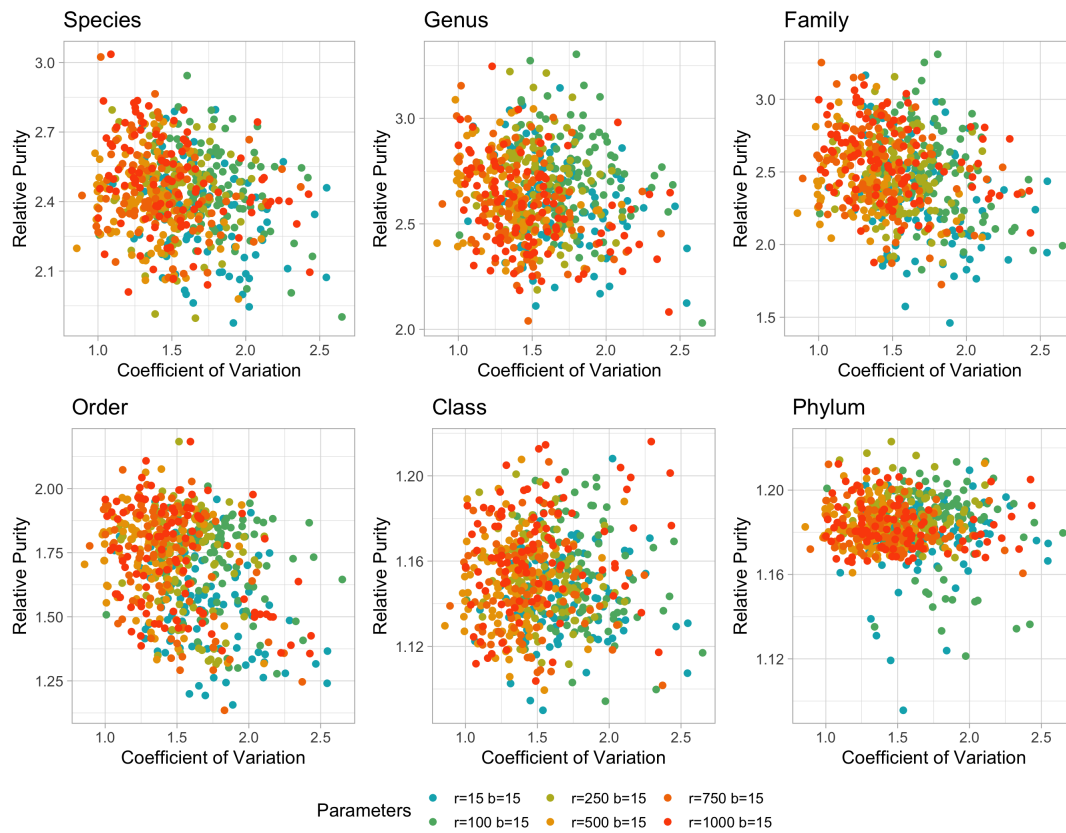 Species
Genus
Family
3.0
2.7
2.4
2.1
Relative Purity
1.0 1.5 2.0 2.5
Coefficient of Variation
3.0
2.5
2.0
Relative Purity
1.0 1.5 2.0 2.5
Coefficient of Variation
3.0
2.5
2.0
1.5
Relative Purity
1.0 1.5 2.0 2.5
Coefficient of Variation
Order
Class
Phylum
2.00
1.75
1.50
1.25
Relative Purity
1.0 1.5 2.0 2.5
Coefficient of Variation
1.20
1.16
1.12
Relative Purity
1.0 1.5 2.0 2.5
Coefficient of Variation
1.20
1.16
1.12
Relative Purity
1.0 1.5 2.0 2.5
Coefficient of Variation
Parameters
r=15 b=15 r=250 b=15 r=750 b=15
r=100 b=15 r=500 b=15 r=1000 b=15